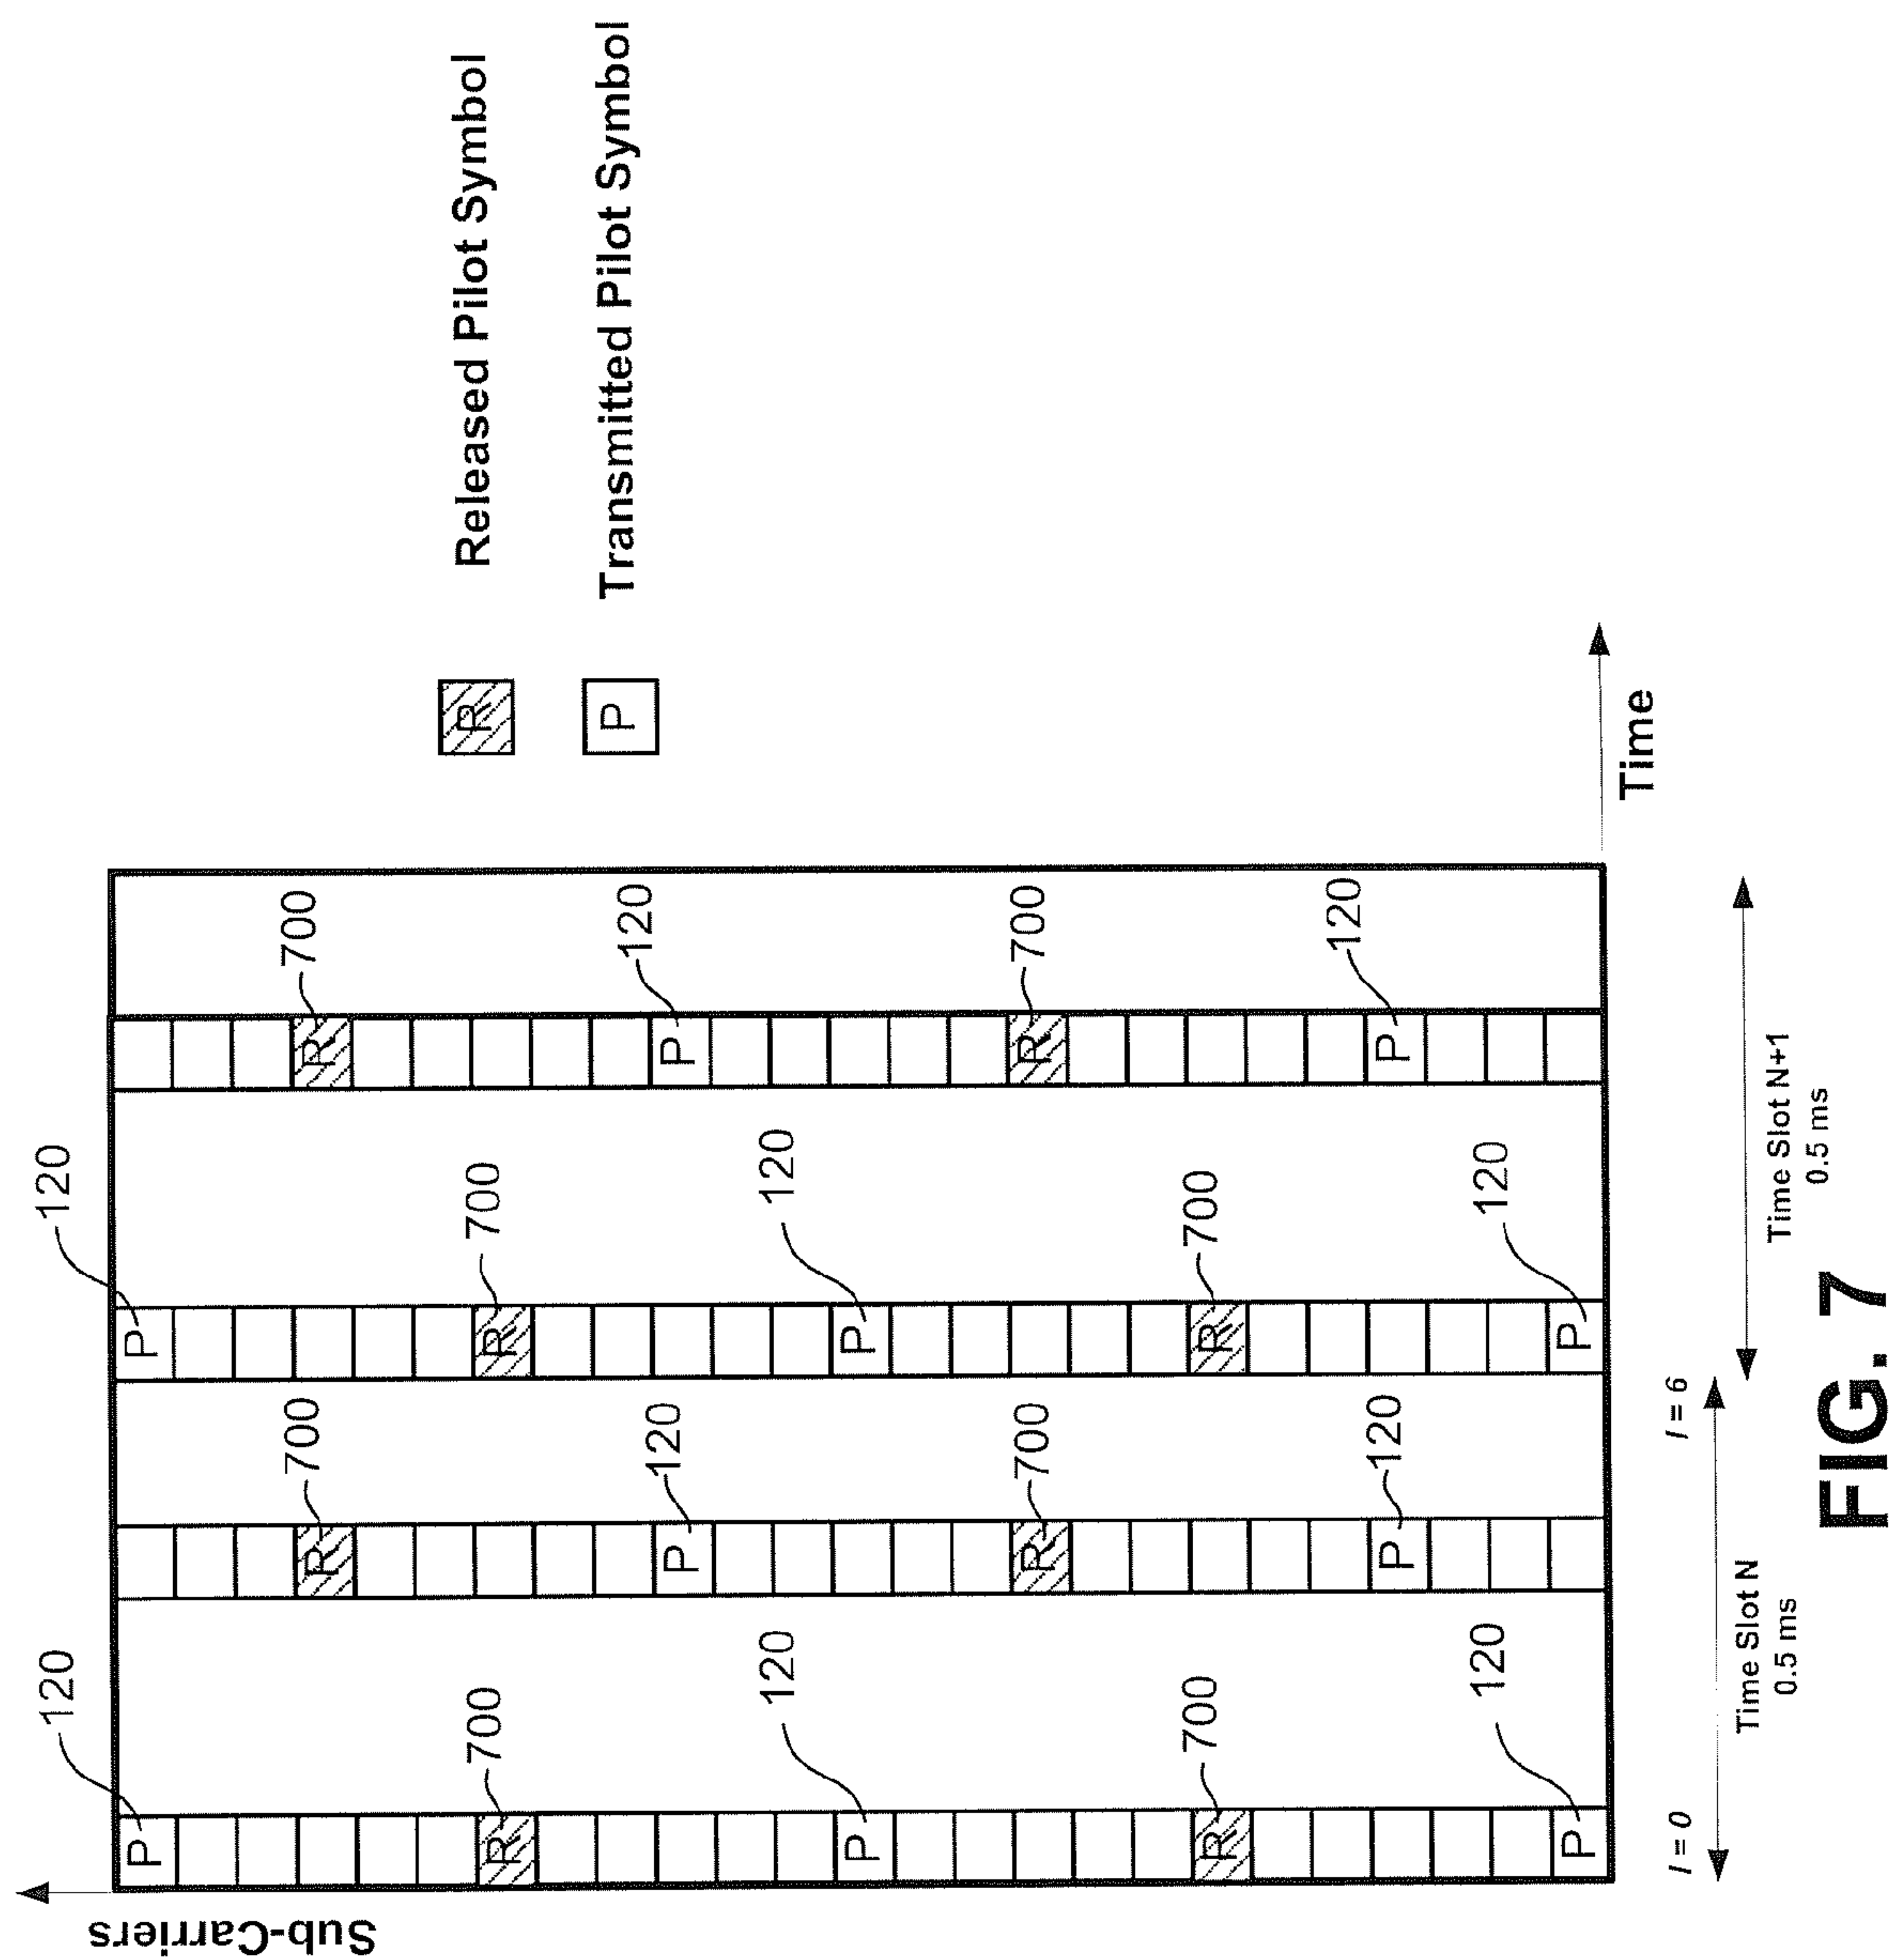 Sub-Carriers
120
120
P
P
700
700
R
R
700
700
R
R
R Released Pilot Symbol
120
120
P
P
P Transmitted Pilot Symbol
120
120
P
P
700
700
R
R
700
700
R
R
120
120
P
P
120
120
P
P
Time
l = 0
l = 6
Time Slot N
0.5 ms
Time Slot N+1
0.5 ms
FIG. 7